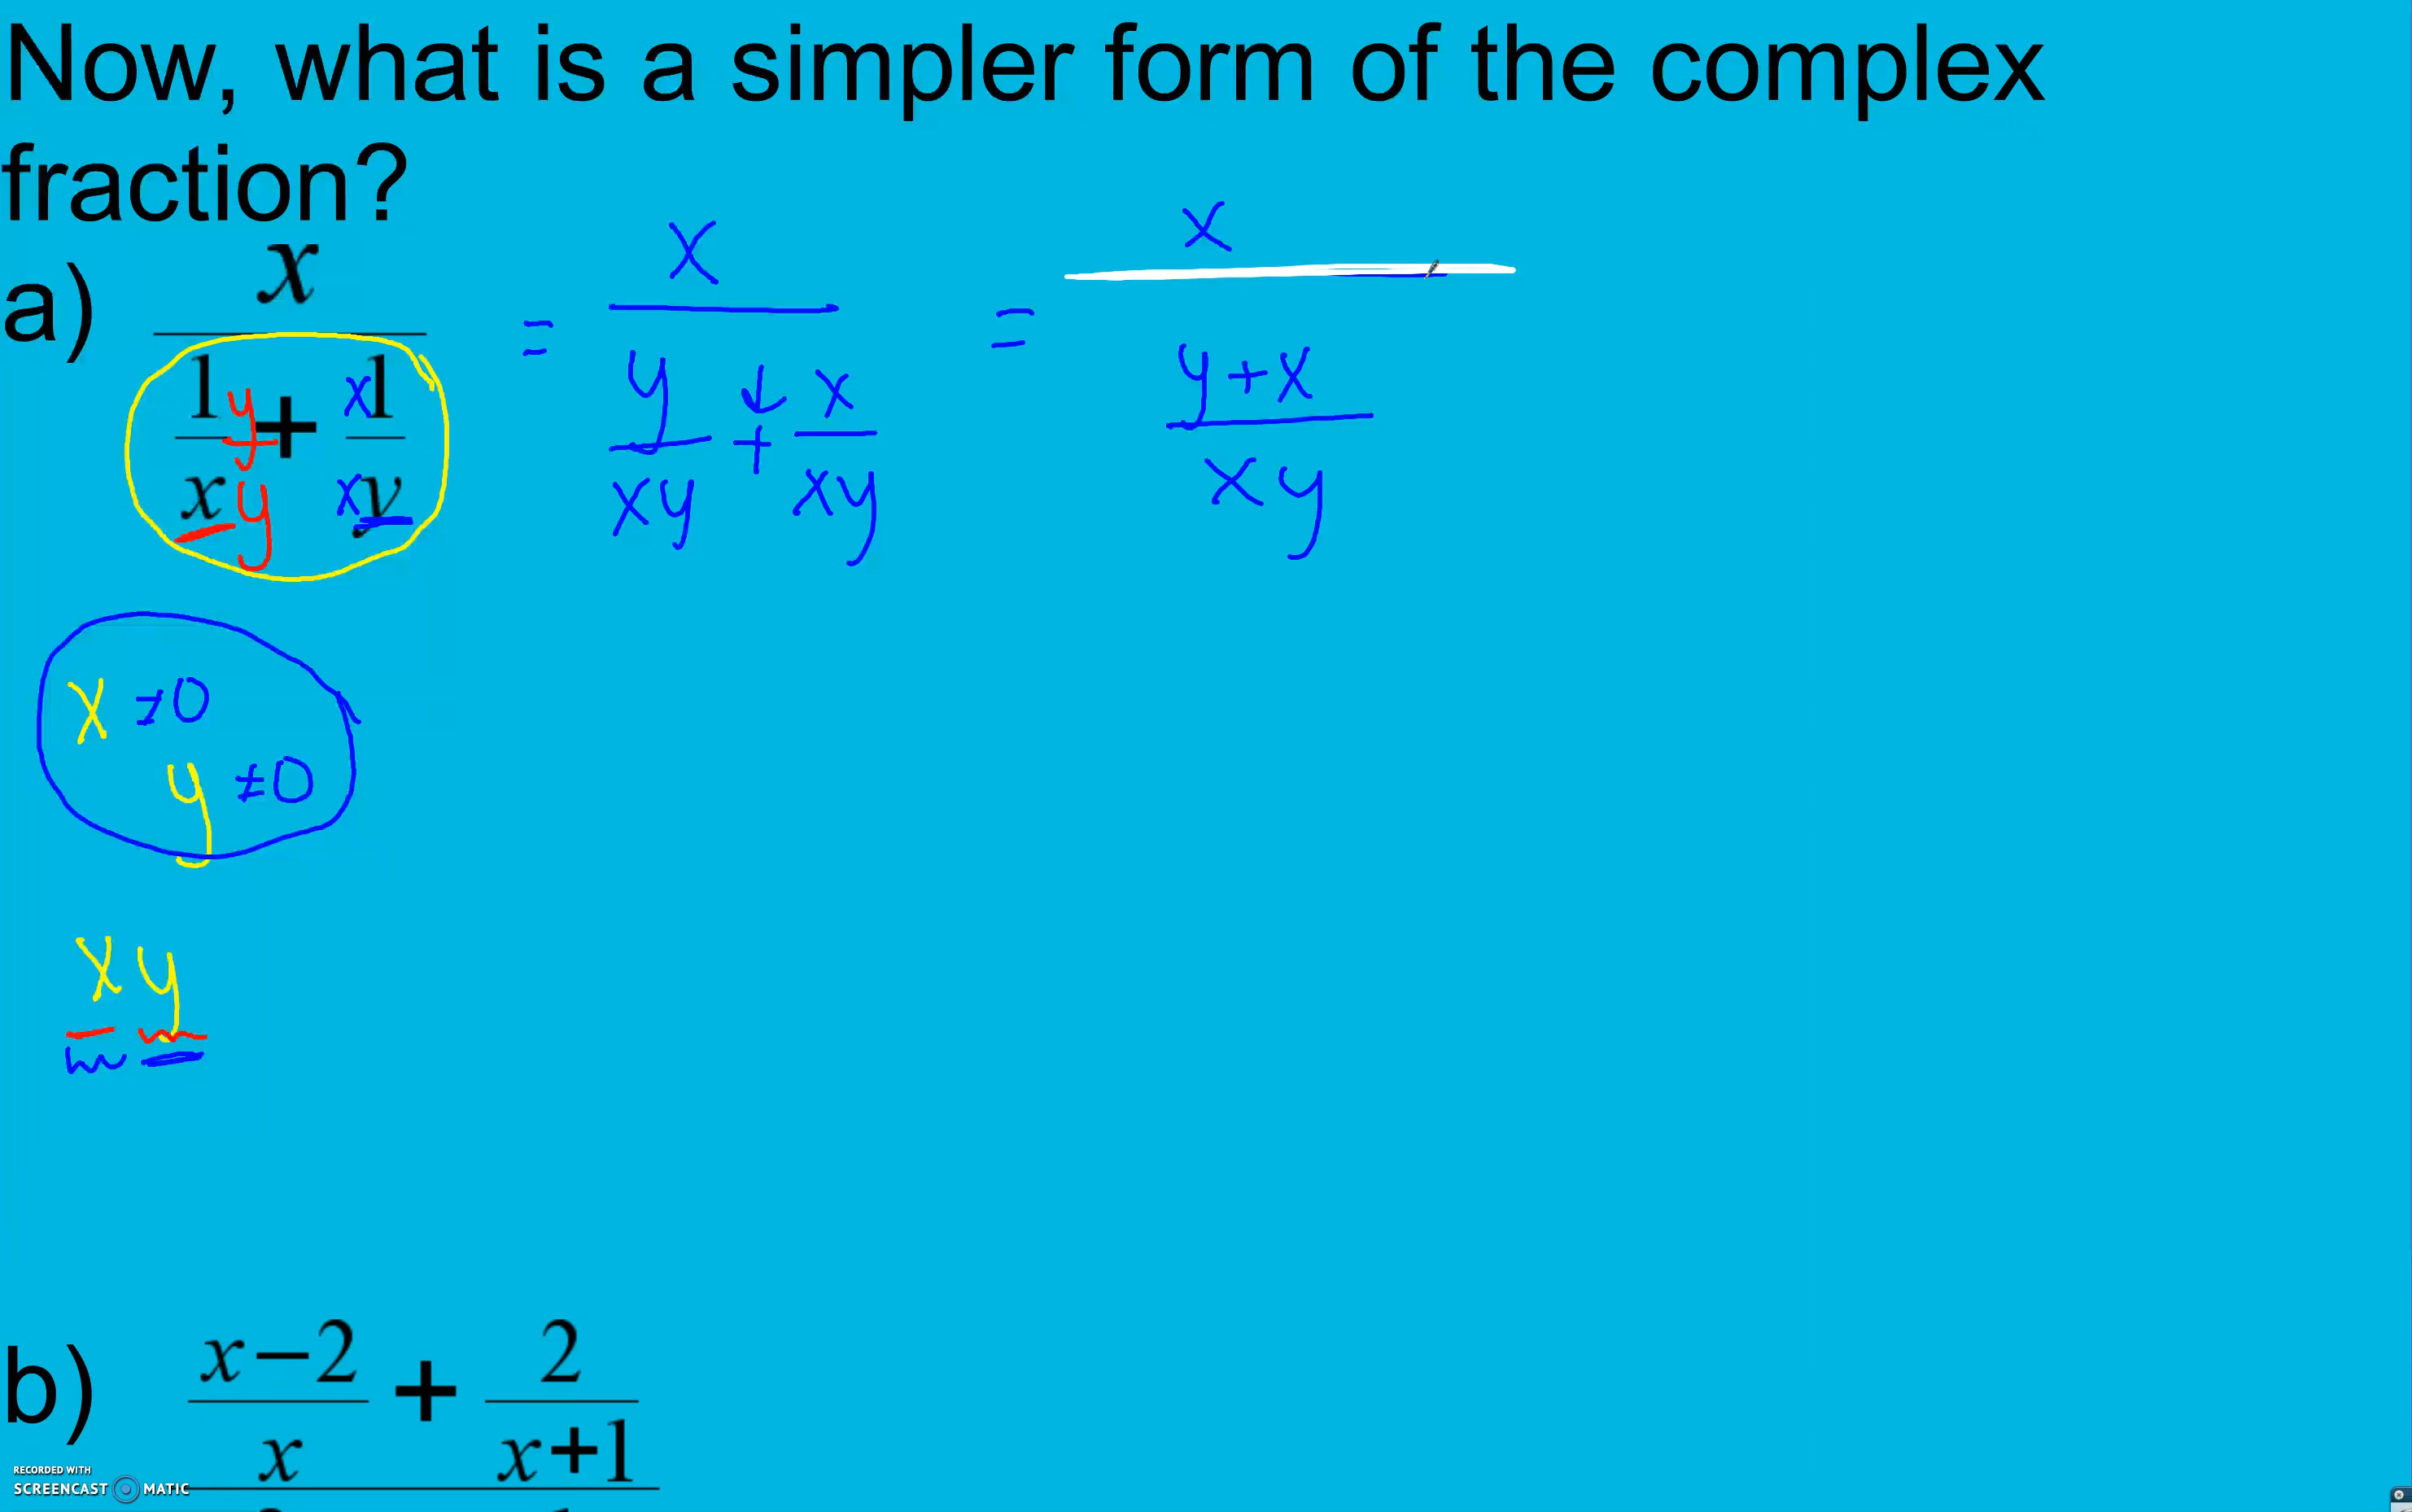 Now, what is a simpler form of the complex
fraction?
a) x / (1/x y/y + x/x 1/y) = x / (y/xy + x/xy) = x / ((y+x)/xy)
x ≠0
y ≠0
xy
b) (x−2)/x + 2/(x+1)
RECORDED WITH
SCREENCAST MATIC